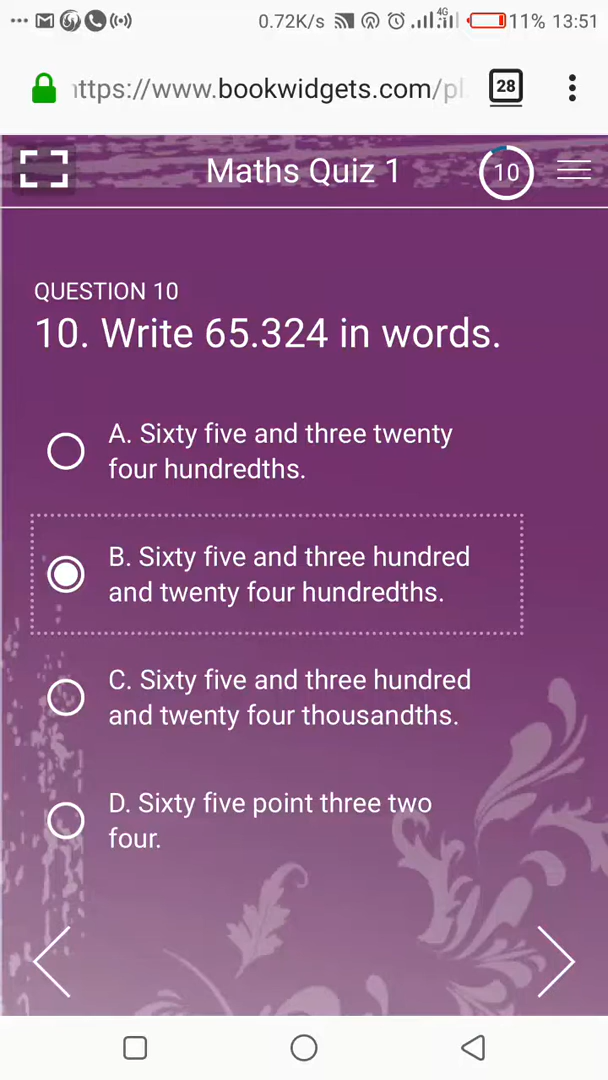 0.72K/s 4G 11% 13:51
https://www.bookwidgets.com/pl 28
Maths Quiz 1 10
QUESTION 10
10. Write 65.324 in words.
A. Sixty five and three twenty
four hundredths.
B. Sixty five and three hundred
and twenty four hundredths.
C. Sixty five and three hundred
and twenty four thousandths.
D. Sixty five point three two
four.